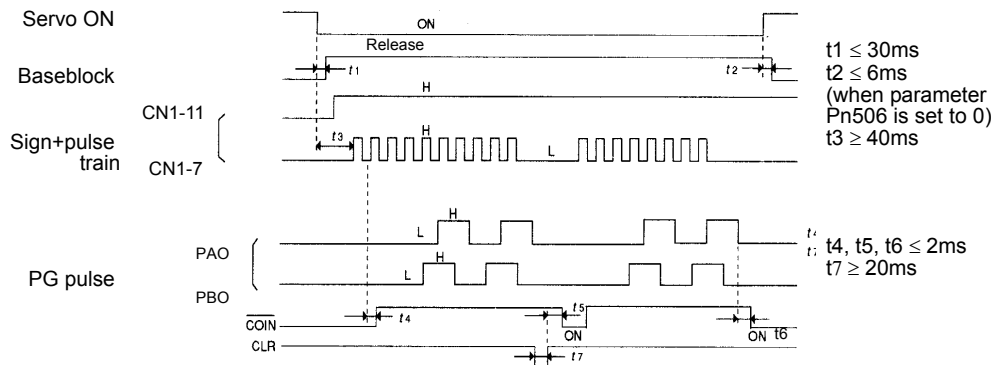 Servo ON
ON
Release
Baseblock
t1
t2
t1 ≤ 30ms
t2 ≤ 6ms
(when parameter
Pn506 is set to 0)
t3 ≥ 40ms
H
CN1-11
Sign+pulse
train
t3
H
L
CN1-7
H
L
PAO
t4, t5, t6 ≤ 2ms
t7 ≥ 20ms
PG pulse
H
L
PBO
t4
t5
COIN
ON
ON
t6
CLR
t7